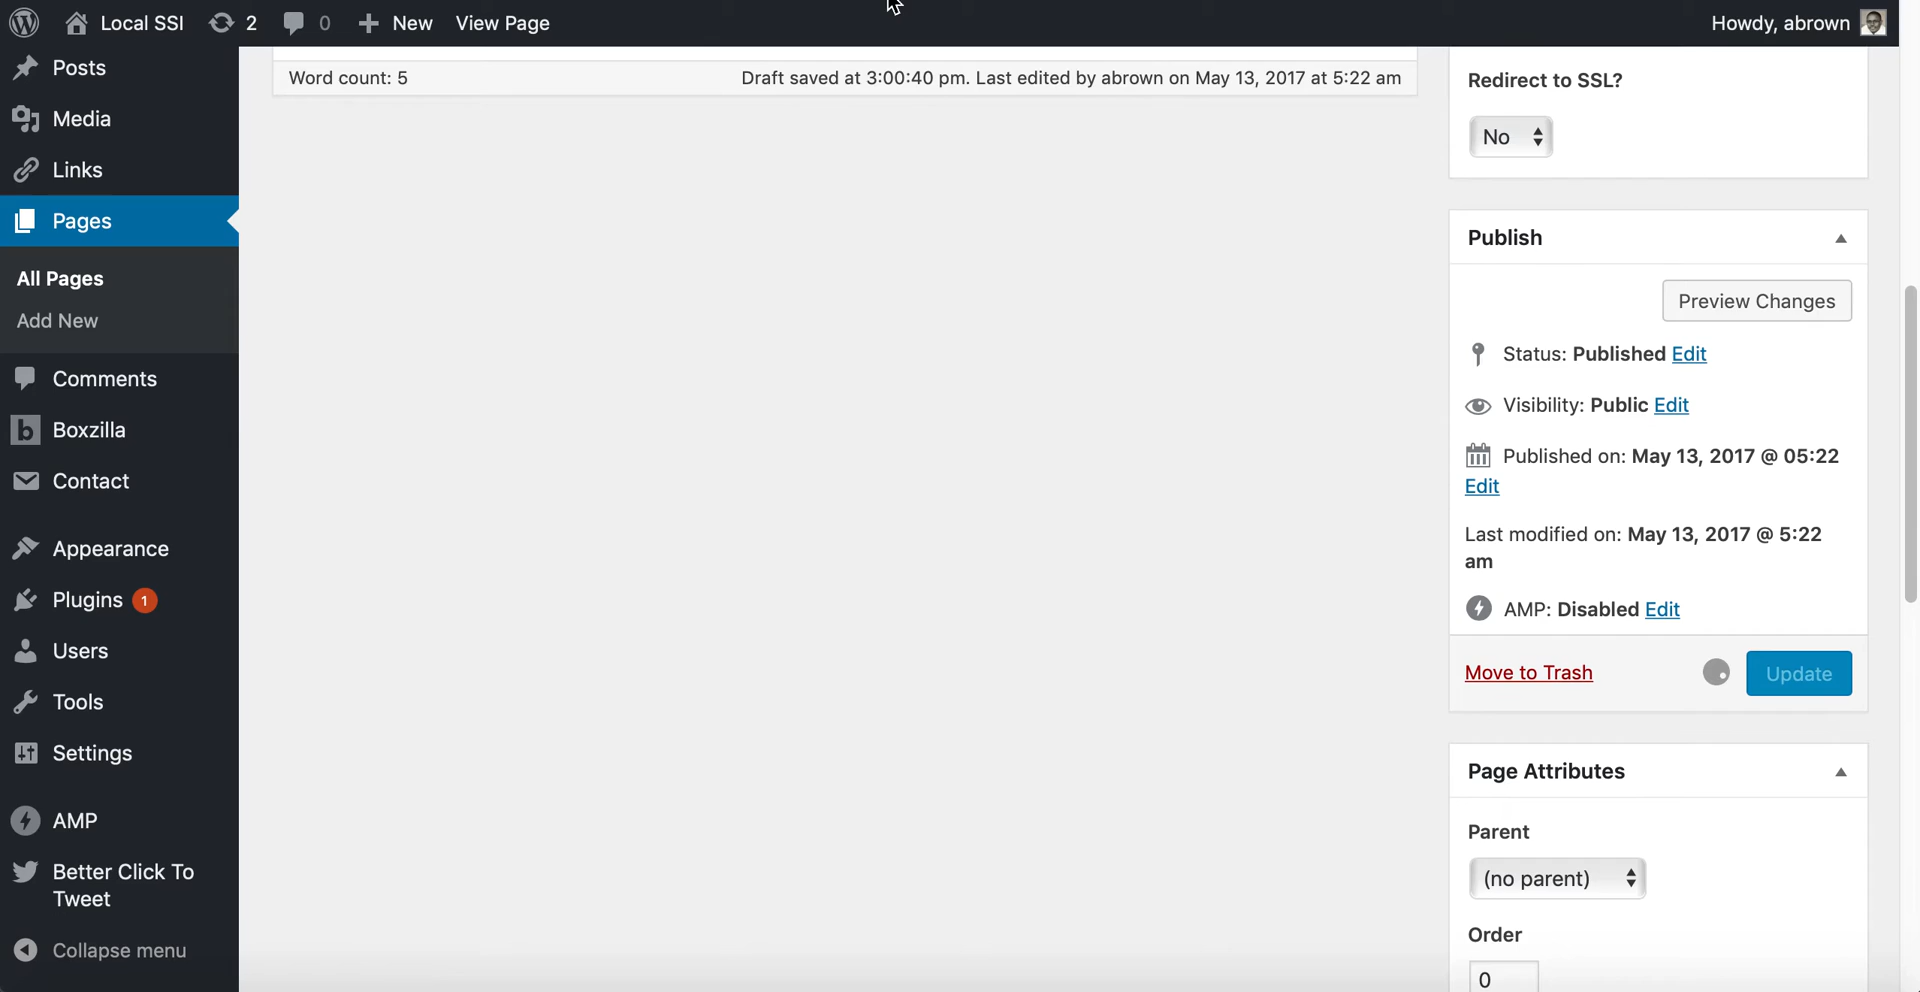 Local SSI 2 0 New View Page Howdy, abrown
Posts
Media
Links
Pages
All Pages
Add New
Comments
Boxzilla
Contact
Appearance
Plugins 1
Users
Tools
Settings
AMP
Better Click To
Tweet
Collapse menu
Word count: 5 Draft saved at 3:00:40 pm. Last edited by abrown on May 13, 2017 at 5:22 am
Redirect to SSL?
No
Publish
Preview Changes
Status: Published Edit
Visibility: Public Edit
Published on: May 13, 2017 @ 05:22
Edit
Last modified on: May 13, 2017 @ 5:22
am
AMP: Disabled Edit
Move to Trash Update
Page Attributes
Parent
(no parent)
Order
0